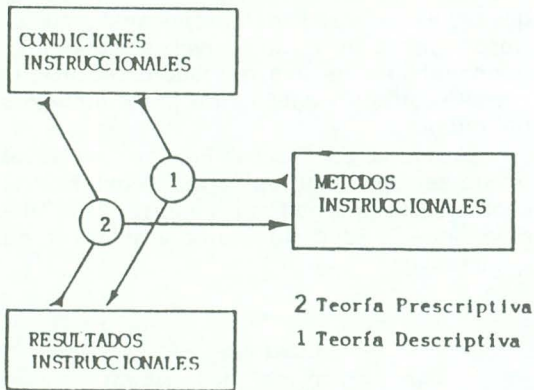 CONDICIONES
INSTRUCCIONALES
1
METODOS
INSTRUCCIONALES
2
2 Teoría Prescriptiva
1 Teoría Descriptiva
RESULTADOS
INSTRUCCIONALES